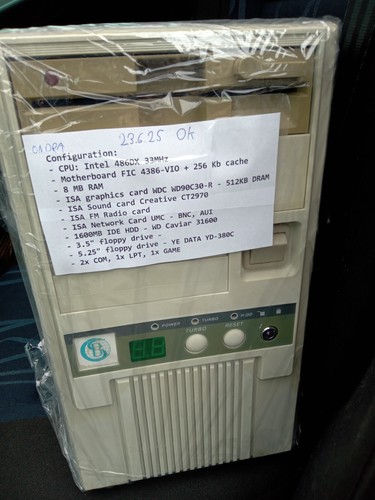 ONDRA 23.6.25 OK
Configuration:
- CPU: Intel 486DX 33MHz
- Motherboard FIC 4386-VIO + 256 Kb cache
- 8 MB RAM
- ISA graphics card WDC WD90C30-R - 512KB DRAM
- ISA Sound card Creative CT2970
- ISA FM Radio card
- ISA Network Card UMC - BNC, AUI
- 1600MB IDE HDD - WD Caviar 31600
- 3.5" floppy drive -
- 5.25" floppy drive - YE DATA YD-380C
- 2x COM, 1x LPT, 1x GAME
POWER TURBO H.DD
TURBO RESET